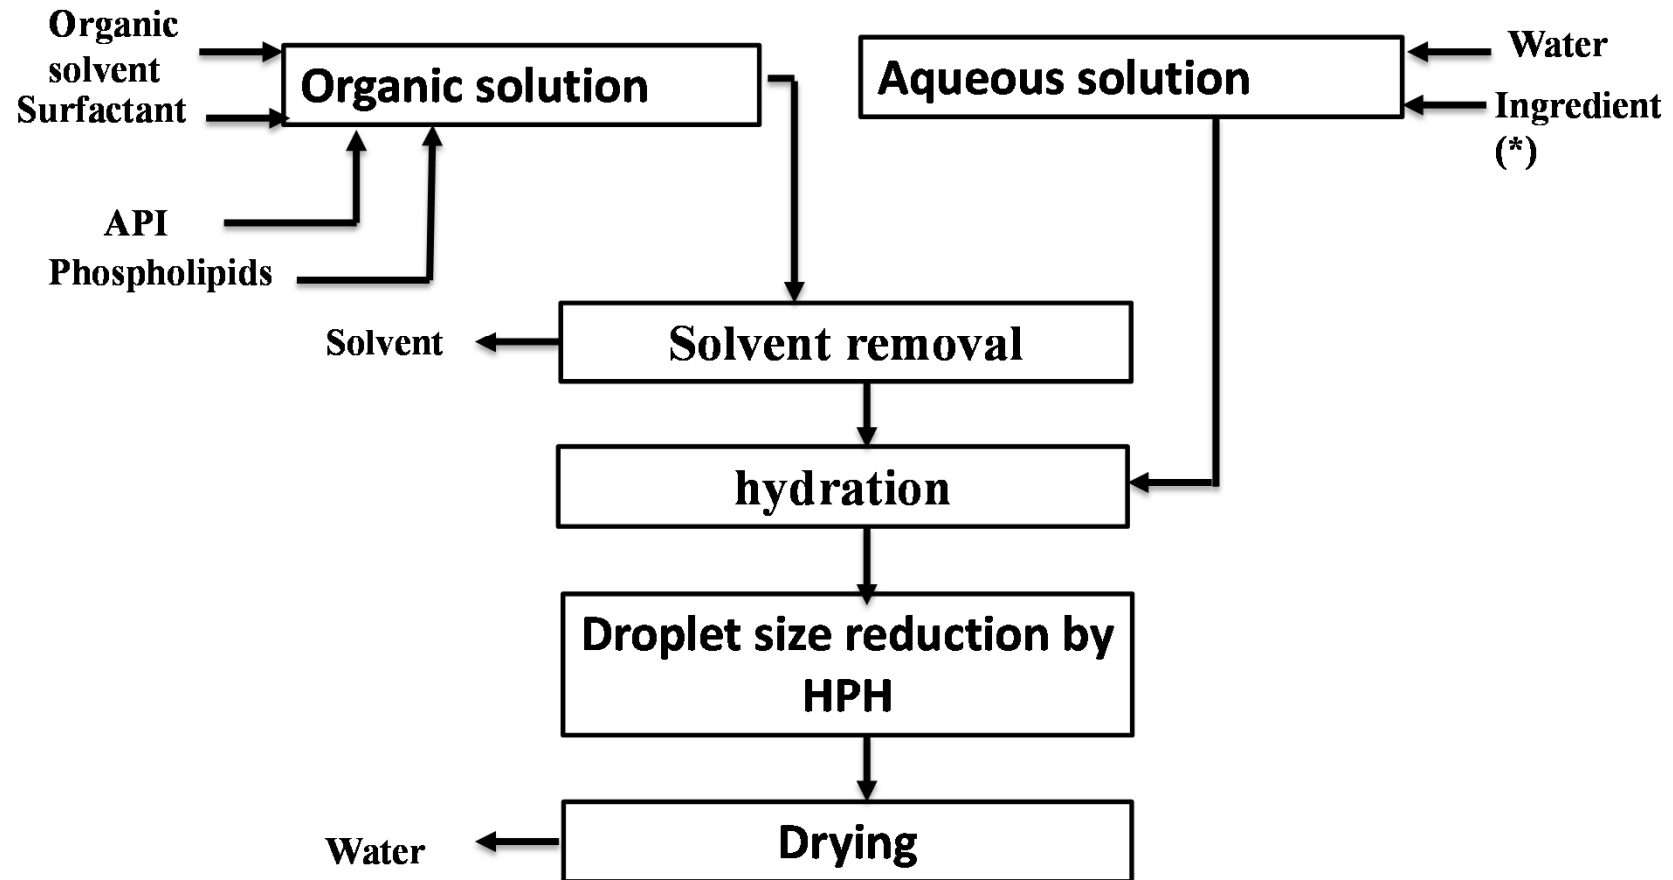 Organic
solvent
Surfactant
API
Phospholipids
Organic solution
Aqueous solution
Water
Ingredient
(*)
Solvent
Solvent removal
hydration
Droplet size reduction by
HPH
Water
Drying